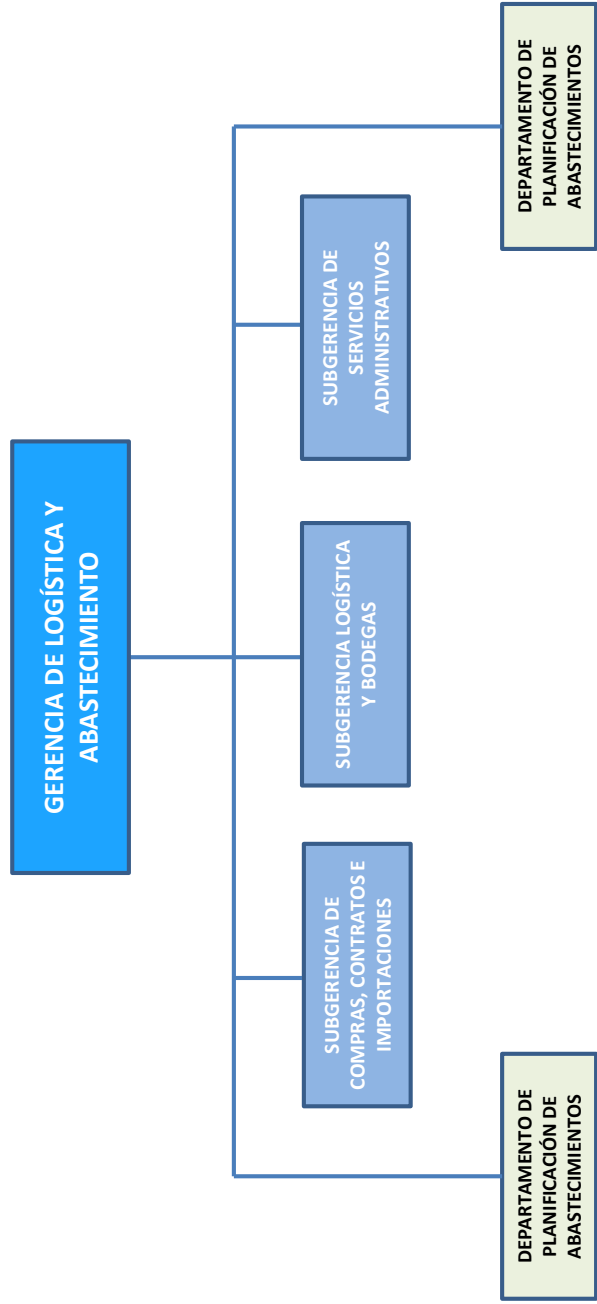 GERENCIA DE LOGÍSTICA Y
ABASTECIMIENTO
SUBGERENCIA DE
COMPRAS, CONTRATOS E
IMPORTACIONES
SUBGERENCIA LOGÍSTICA
Y BODEGAS
SUBGERENCIA DE
SERVICIOS
ADMINISTRATIVOS
DEPARTAMENTO DE
PLANIFICACIÓN DE
ABASTECIMIENTOS
DEPARTAMENTO DE
PLANIFICACIÓN DE
ABASTECIMIENTOS